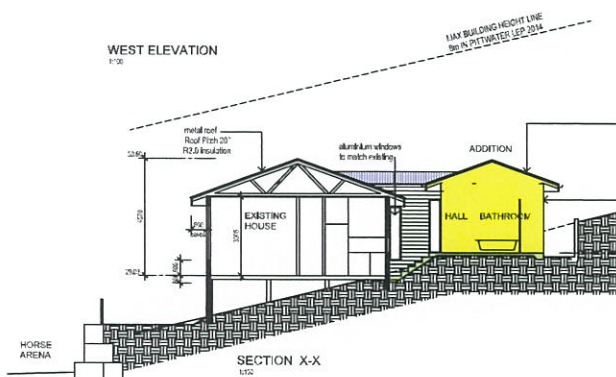 WEST ELEVATION
1:100
MAX BUILDING HEIGHT LINE
8m IN PITTWATER LEP 2014
metal roof
Roof Pitch 20°
R2.5 insulation
aluminium windows
to match existing
ADDITION
EXISTING
HOUSE
HALL BATHROOM
HORSE
ARENA
SECTION X-X
1:100